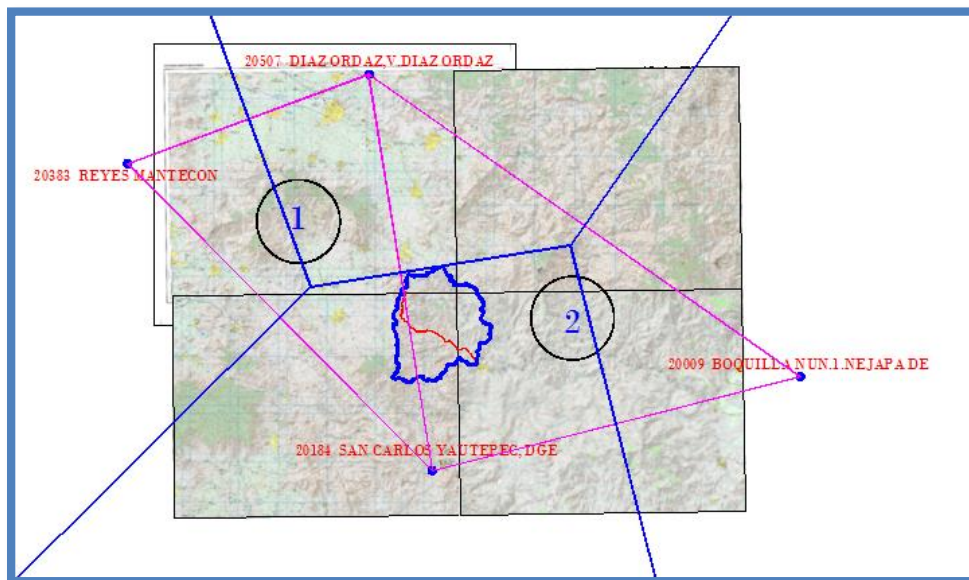 20507 DIAZ ORDAZ,V.DIAZ ORDAZ
20383 REYES MANTECON
1
2
20009 BOQUILLA NUN.1.NEJAPA DE
20184 SAN CARLOS YAUTEPEC, DGE